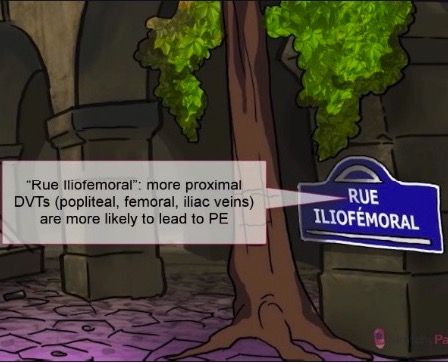 "Rue Iliofemoral": more proximal
DVTs (popliteal, femoral, iliac veins)
are more likely to lead to PE
RUE
ILIOFÉMORAL